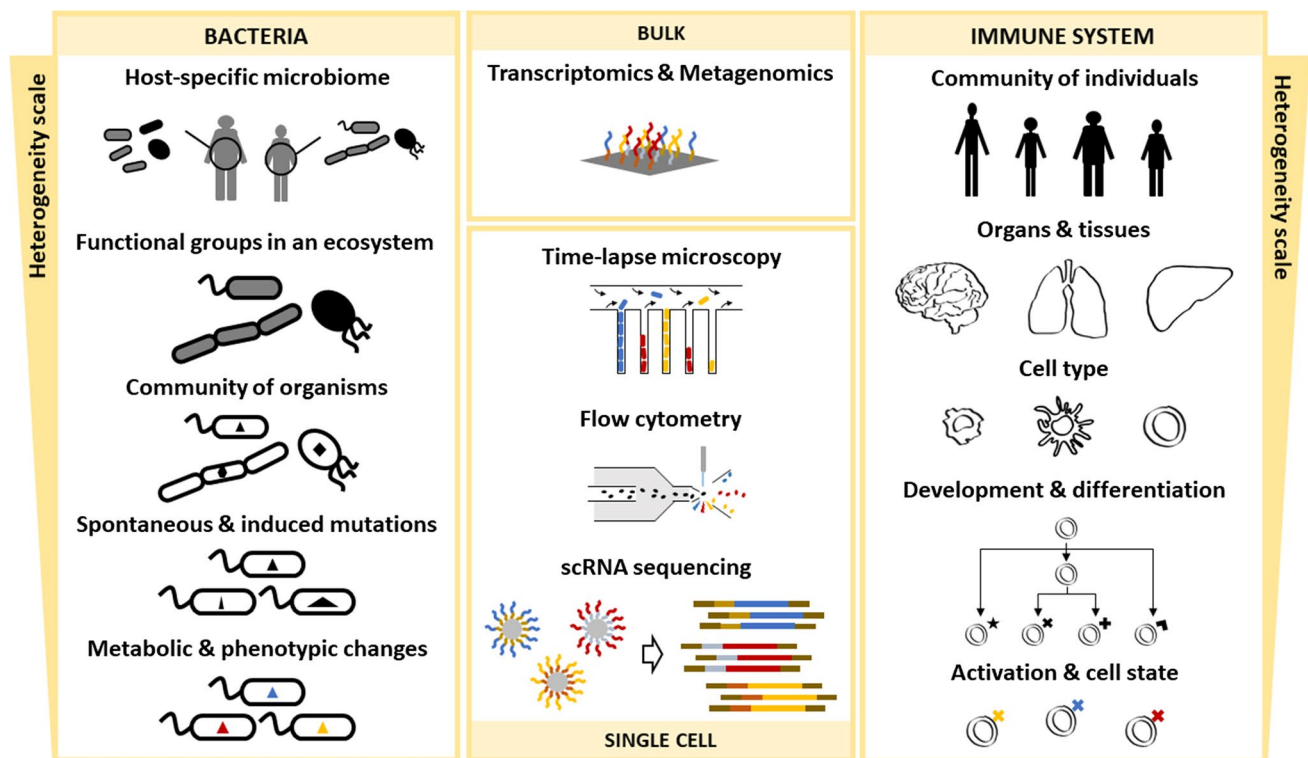 Heterogeneity scale
BACTERIA
Host-specific microbiome
Functional groups in an ecosystem
Community of organisms
Spontaneous & induced mutations
Metabolic & phenotypic changes
BULK
Transcriptomics & Metagenomics
Time-lapse microscopy
Flow cytometry
scRNA sequencing
SINGLE CELL
IMMUNE SYSTEM
Community of individuals
Organs & tissues
Cell type
Development & differentiation
Activation & cell state
Heterogeneity scale